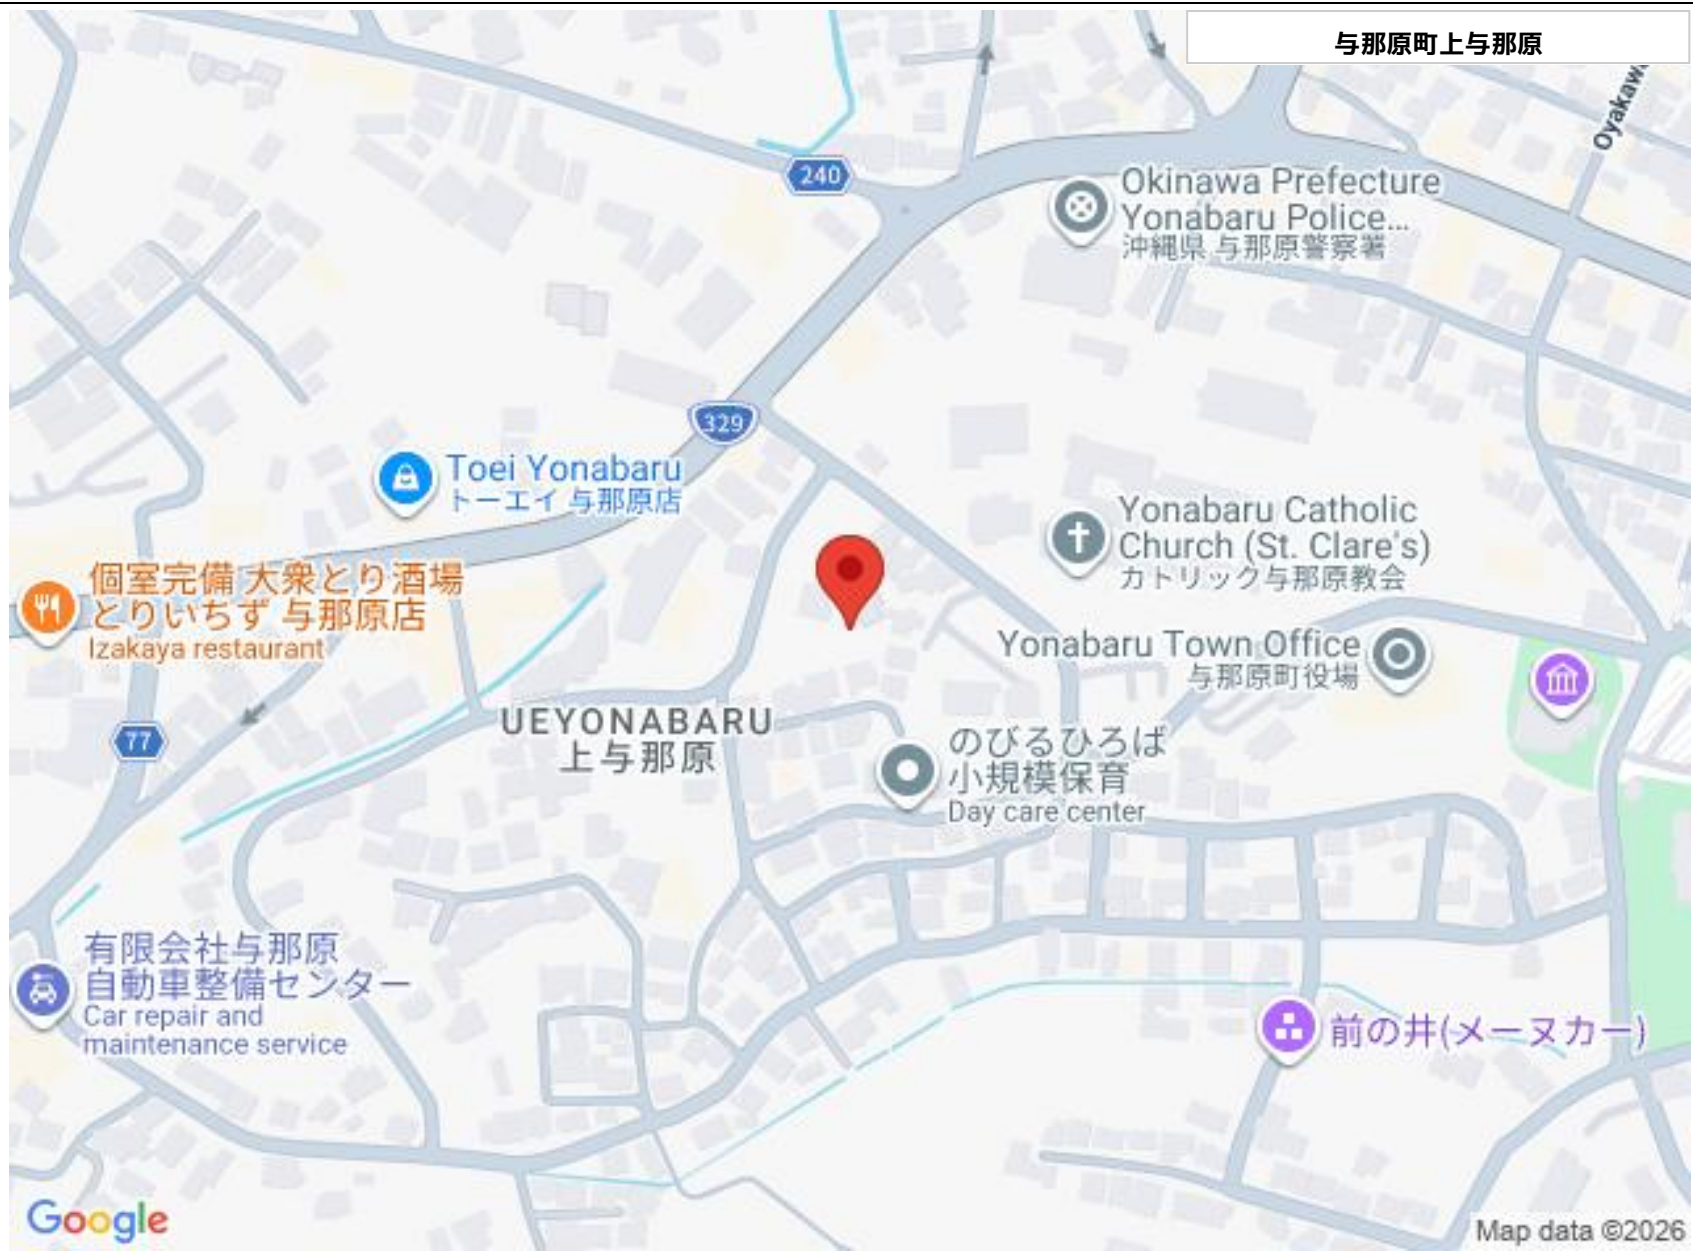 与那原町上与那原
Oyakawa
240
Okinawa Prefecture
Yonabaru Police...
沖縄県 与那原警察署
329
Toei Yonabaru
トーエイ 与那原店
Yonabaru Catholic
Church (St. Clare's)
カトリック与那原教会
個室完備 大衆とり酒場
とりいちず 与那原店
Izakaya restaurant
Yonabaru Town Office
与那原町役場
77
UEYONABARU
上与那原
のびるひろば
小規模保育
Day care center
有限会社与那原
自動車整備センター
Car repair and
maintenance service
前の井(メーヌカー)
Google
Map data ©2026